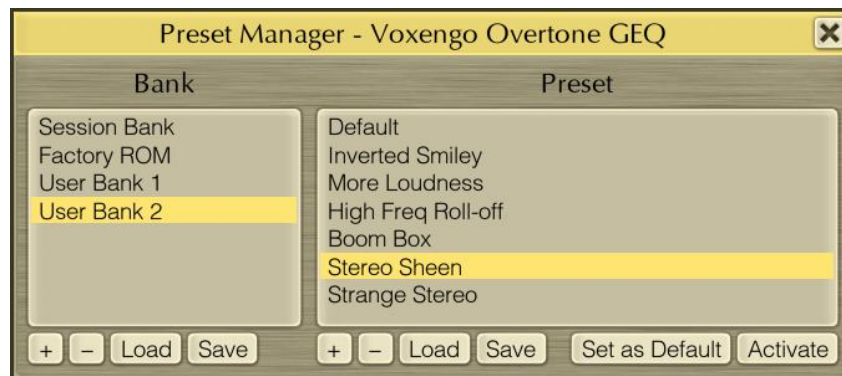 Preset Manager - Voxengo Overtone GEQ
Bank
Preset
Session Bank
Factory ROM
User Bank 1
User Bank 2
Default
Inverted Smiley
More Loudness
High Freq Roll-off
Boom Box
Stereo Sheen
Strange Stereo
+ - Load Save
+ - Load Save Set as Default Activate